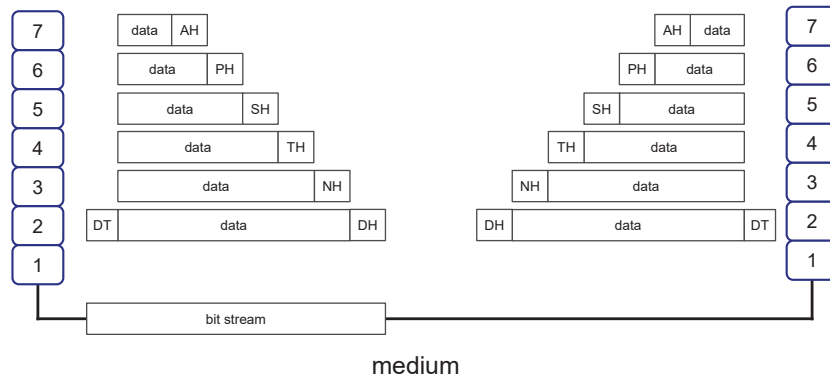 7 data AH AH data 7
6 data PH PH data 6
5 data SH SH data 5
4 data TH TH data 4
3 data NH NH data 3
2 DT data DH DH data DT 2
1 1
bit stream
medium